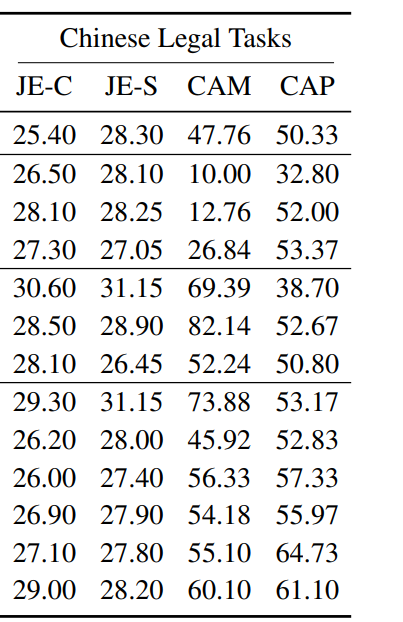 Chinese Legal Tasks
JE-C JE-S CAM CAP
25.40 28.30 47.76 50.33
26.50 28.10 10.00 32.80
28.10 28.25 12.76 52.00
27.30 27.05 26.84 53.37
30.60 31.15 69.39 38.70
28.50 28.90 82.14 52.67
28.10 26.45 52.24 50.80
29.30 31.15 73.88 53.17
26.20 28.00 45.92 52.83
26.00 27.40 56.33 57.33
26.90 27.90 54.18 55.97
27.10 27.80 55.10 64.73
29.00 28.20 60.10 61.10